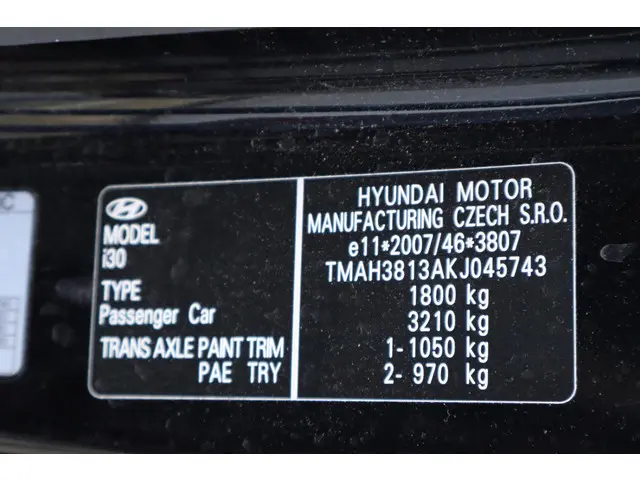 MODEL
i30
TYPE
Passenger Car
TRANS AXLE PAINT TRIM
PAE TRY
HYUNDAI MOTOR
MANUFACTURING CZECH S.R.O.
e11*2007/46*3807
TMAH3813AKJ045743
1800 kg
3210 kg
1- 1050 kg
2- 970 kg